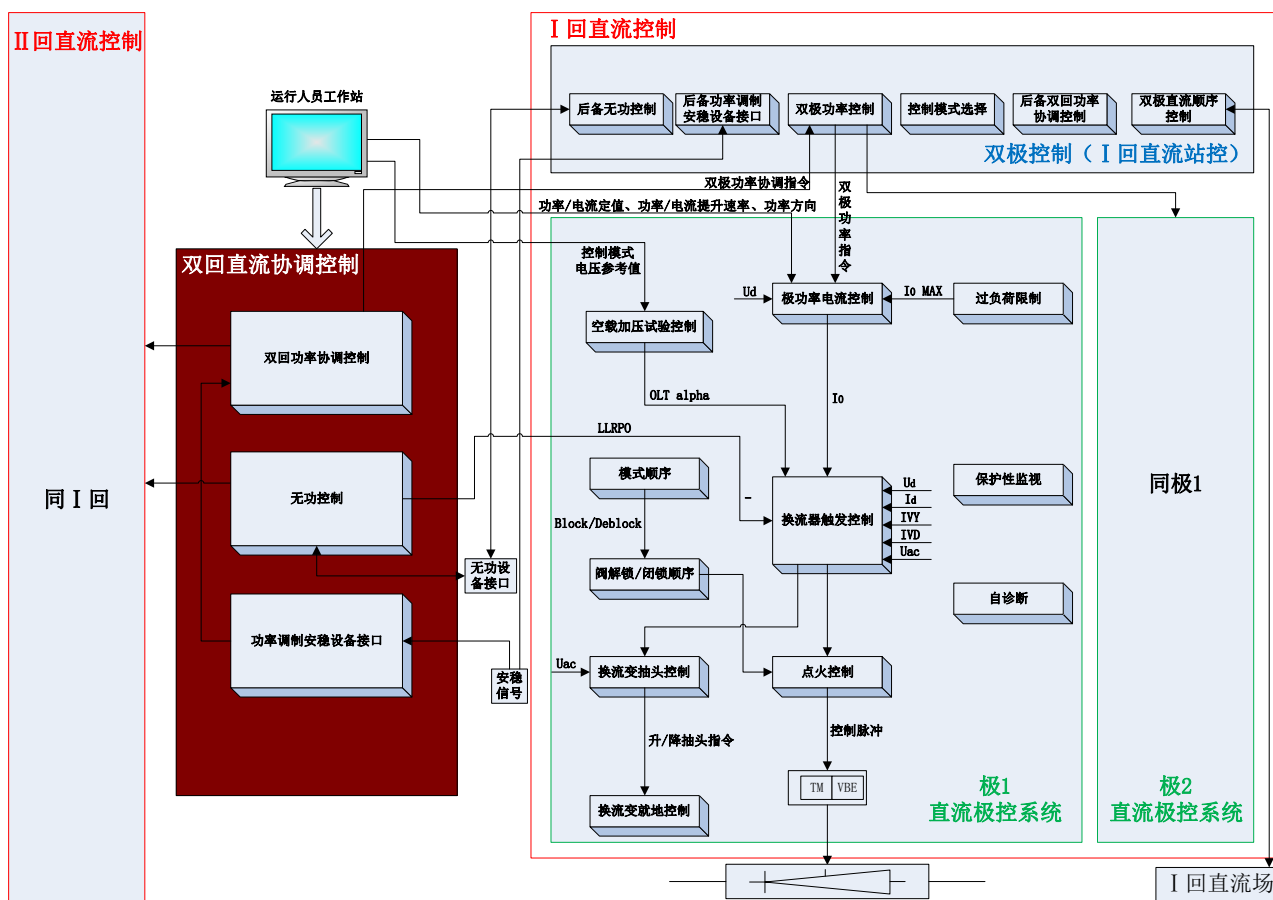 Ⅱ回直流控制
同Ⅰ回
运行人员工作站
双回直流协调控制
双回功率协调控制
无功控制
功率调制安稳设备接口
无功设
备接口
安稳
信号
Ⅰ回直流控制
后备无功控制
后备功率调制
安稳设备接口
双极功率控制
控制模式选择
后备双回功率
协调控制
双极直流顺序
控制
双极控制（Ⅰ回直流站控）
双极功率协调指令
双极功率指令
功率/电流定值、功率/电流提升速率、功率方向
控制模式
电压参考值
Ud
极功率电流控制
Io MAX
过负荷限制
空载加压试验控制
OLT alpha
Io
LLRPO
模式顺序
-
换流器触发控制
Ud
Id
IVY
IVD
Uac
保护性监视
同极1
Block/Deblock
阀解锁/闭锁顺序
自诊断
Uac
换流变抽头控制
点火控制
升/降抽头指令
控制脉冲
TM
VBE
换流变就地控制
极1
直流极控系统
极2
直流极控系统
Ⅰ回直流场